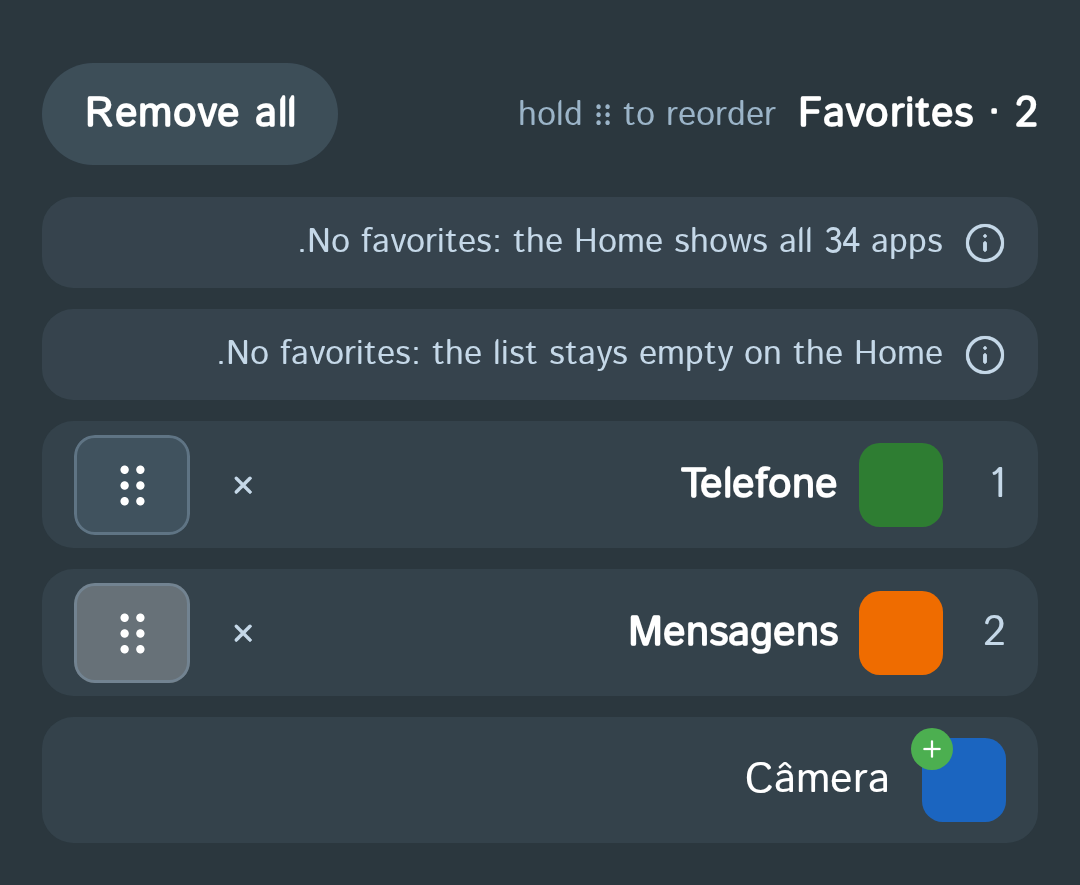 Favorites · 2 hold ⠿ to reorder Remove all
.No favorites: the Home shows all 34 apps
.No favorites: the list stays empty on the Home
1 Telefone ×
2 Mensagens ×
+ Câmera